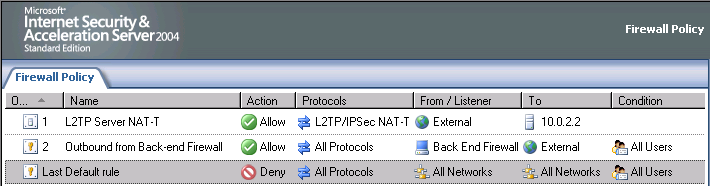 Microsoft®
Internet Security &
Acceleration Server 2004
Standard Edition
Firewall Policy
Firewall Policy
O... Name Action Protocols From / Listener To Condition
1 L2TP Server NAT-T Allow L2TP/IPSec NAT-T External 10.0.2.2
2 Outbound from Back-end Firewall Allow All Protocols Back End Firewall External All Users
Last Default rule Deny All Protocols All Networks All Networks All Users